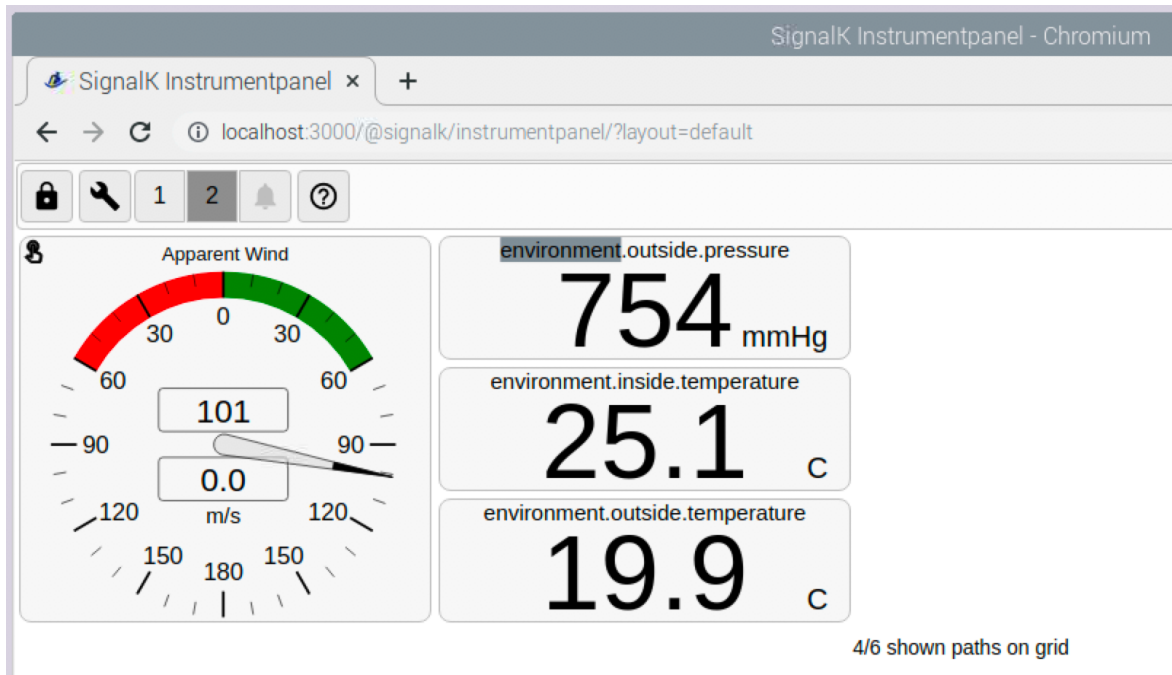 SignalK Instrumentpanel - Chromium
SignalK Instrumentpanel × +
localhost:3000/@signalk/instrumentpanel/?layout=default
1 2
Apparent Wind
0
30 30
60 60
101
90 90
0.0
m/s
120 120
150 150
180
environment.outside.pressure
754 mmHg
environment.inside.temperature
25.1 C
environment.outside.temperature
19.9 C
4/6 shown paths on grid